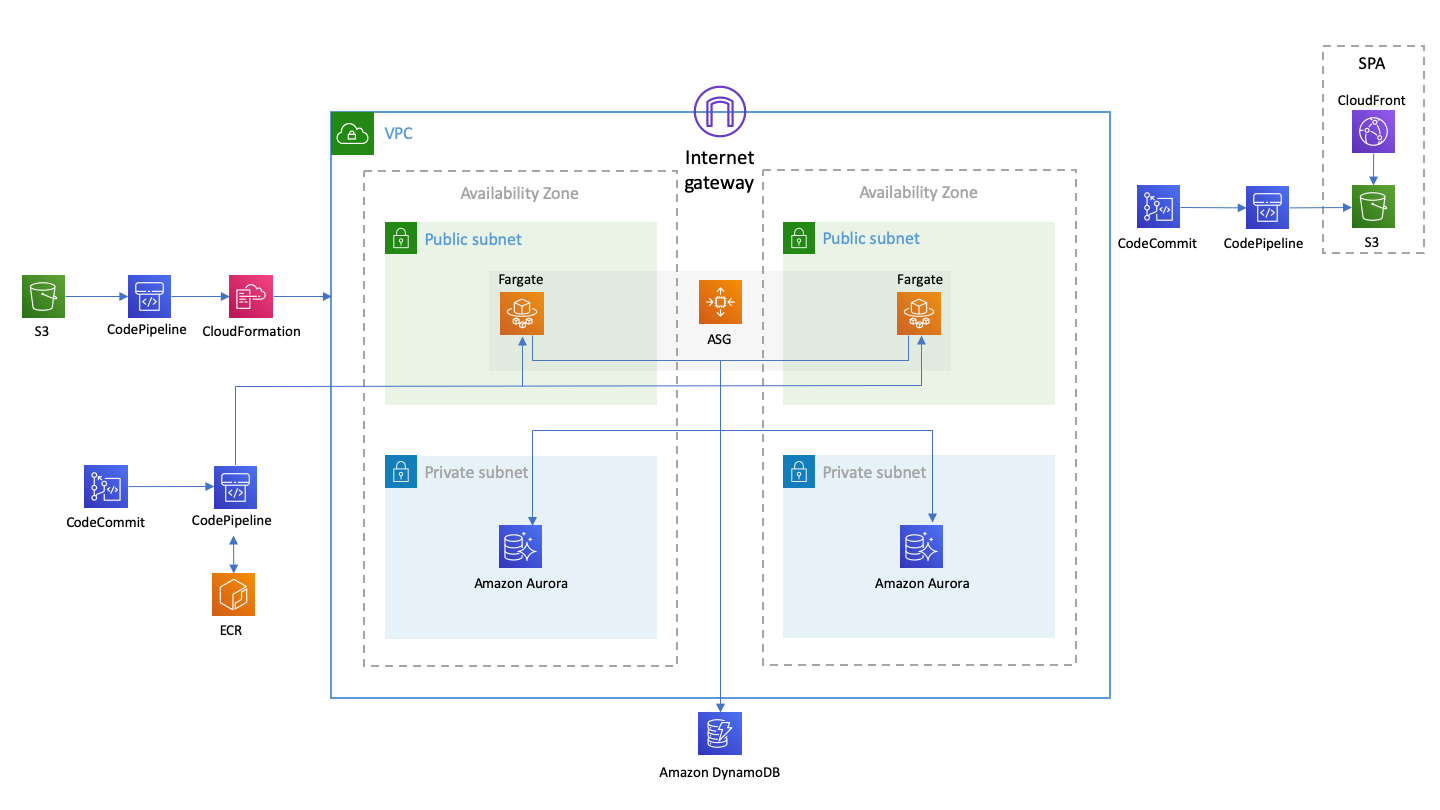 SPA
CloudFront
VPC
Internet
gateway
Availability Zone
Availability Zone
CodeCommit
CodePipeline
S3
Public subnet
Public subnet
Fargate
Fargate
ASG
S3
CodePipeline
CloudFormation
Private subnet
Private subnet
CodeCommit
CodePipeline
Amazon Aurora
Amazon Aurora
ECR
Amazon DynamoDB